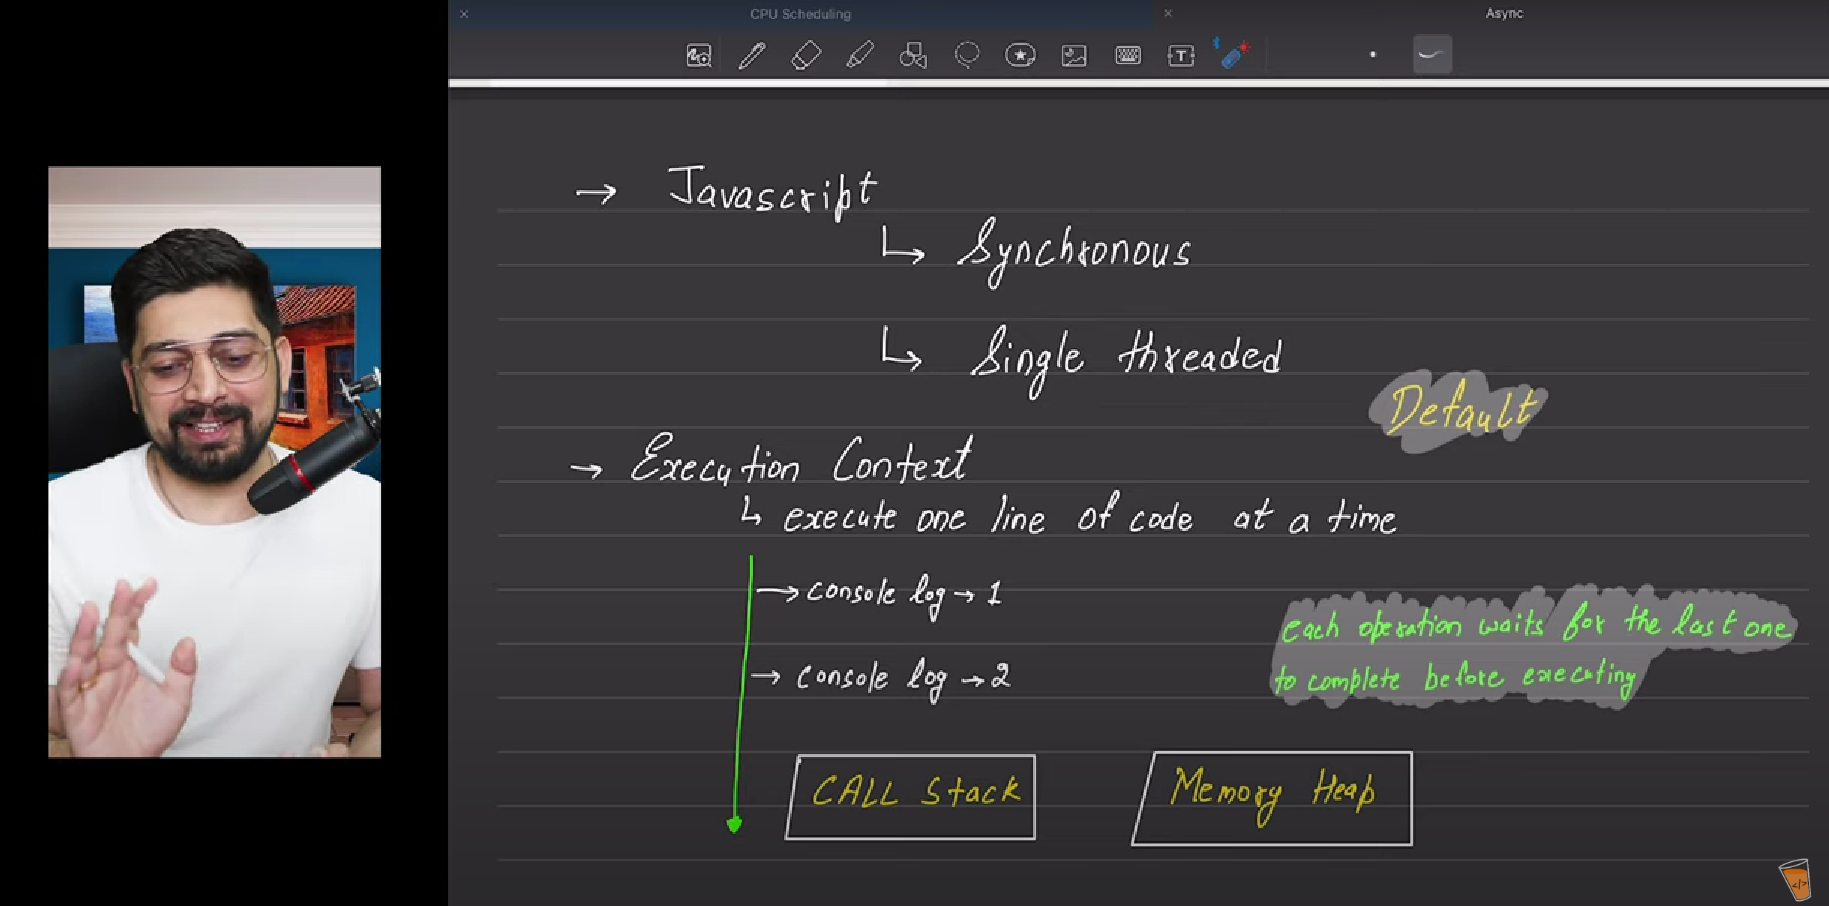 CPU Scheduling
Async
→ Javascript
↳ Synchronous
↳ Single threaded
Default
→ Execution Context
↳ execute one line of code at a time
→ console log → 1
each operation waits for the last one
to complete before executing
→ console log → 2
CALL Stack
Memory Heap